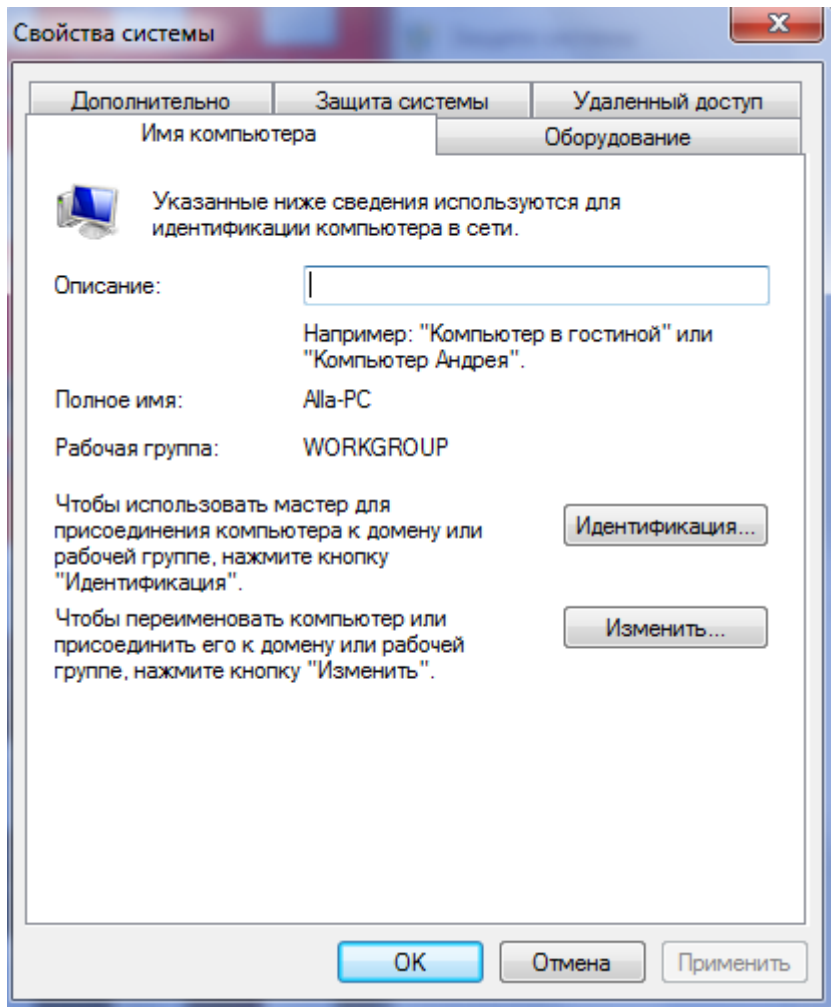 Свойства системы
Дополнительно
Защита системы
Удаленный доступ
Имя компьютера
Оборудование
Указанные ниже сведения используются для
идентификации компьютера в сети.
Описание:
Например: "Компьютер в гостиной" или
"Компьютер Андрея".
Полное имя:
Alla-PC
Рабочая группа:
WORKGROUP
Чтобы использовать мастер для
присоединения компьютера к домену или
рабочей группе, нажмите кнопку
"Идентификация".
Идентификация...
Чтобы переименовать компьютер или
присоединить его к домену или рабочей
группе, нажмите кнопку "Изменить".
Изменить...
OK
Отмена
Применить